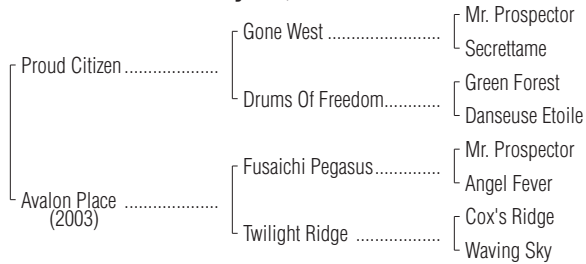 Mr. Prospector
Gone West ........................
Secrettame
Proud Citizen ....................
Green Forest
Drums Of Freedom............
Danseuse Etoile
Mr. Prospector
Fusaichi Pegasus..............
Angel Fever
Avalon Place ....................
(2003)
Cox's Ridge
Twilight Ridge ..................
Waving Sky